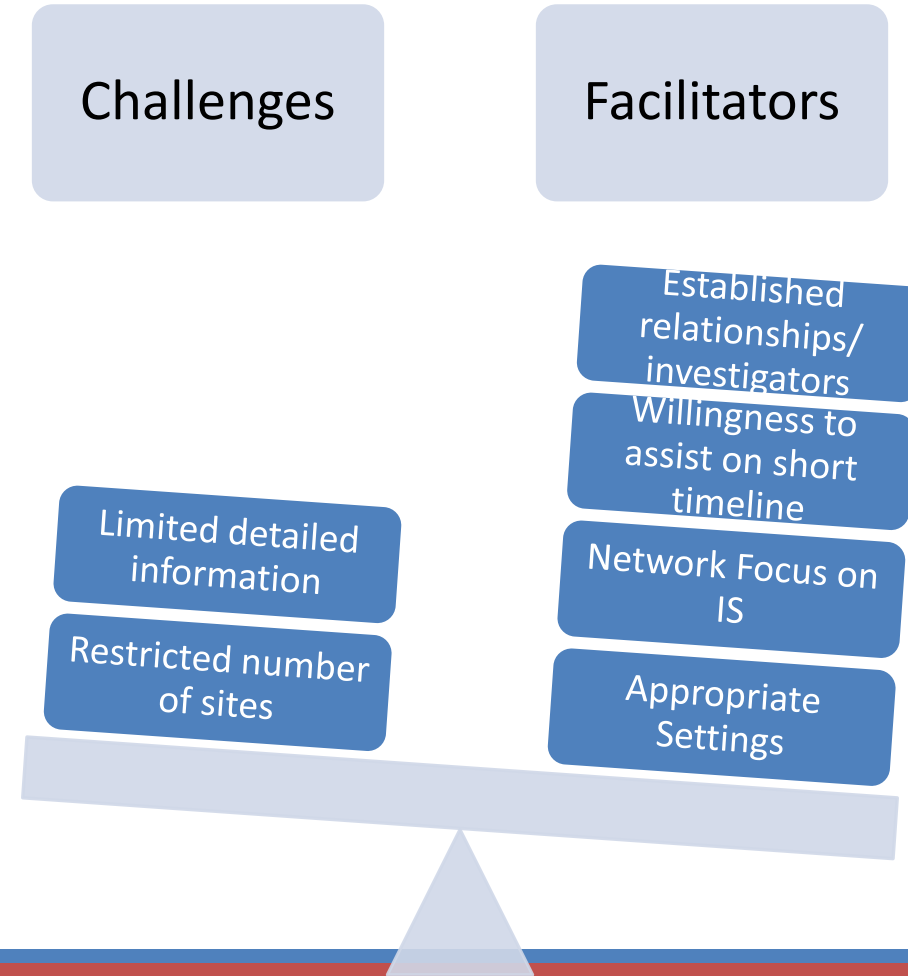 Challenges
Facilitators
Established
relationships/
investigators
Willingness to
assist on short
timeline
Limited detailed
information
Network Focus on
IS
Restricted number
of sites
Appropriate
Settings